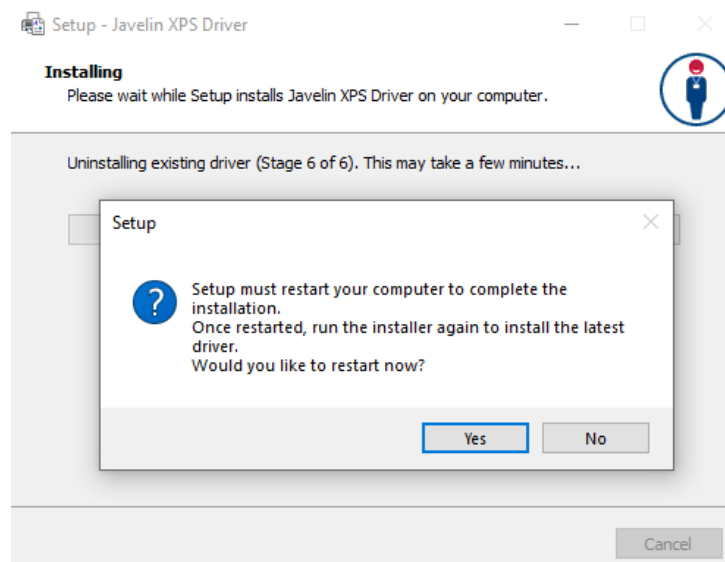 Setup - Javelin XPS Driver
Installing
Please wait while Setup installs Javelin XPS Driver on your computer.
Uninstalling existing driver (Stage 6 of 6). This may take a few minutes...
Setup
Setup must restart your computer to complete the
installation.
Once restarted, run the installer again to install the latest
driver.
Would you like to restart now?
Yes
No
Cancel